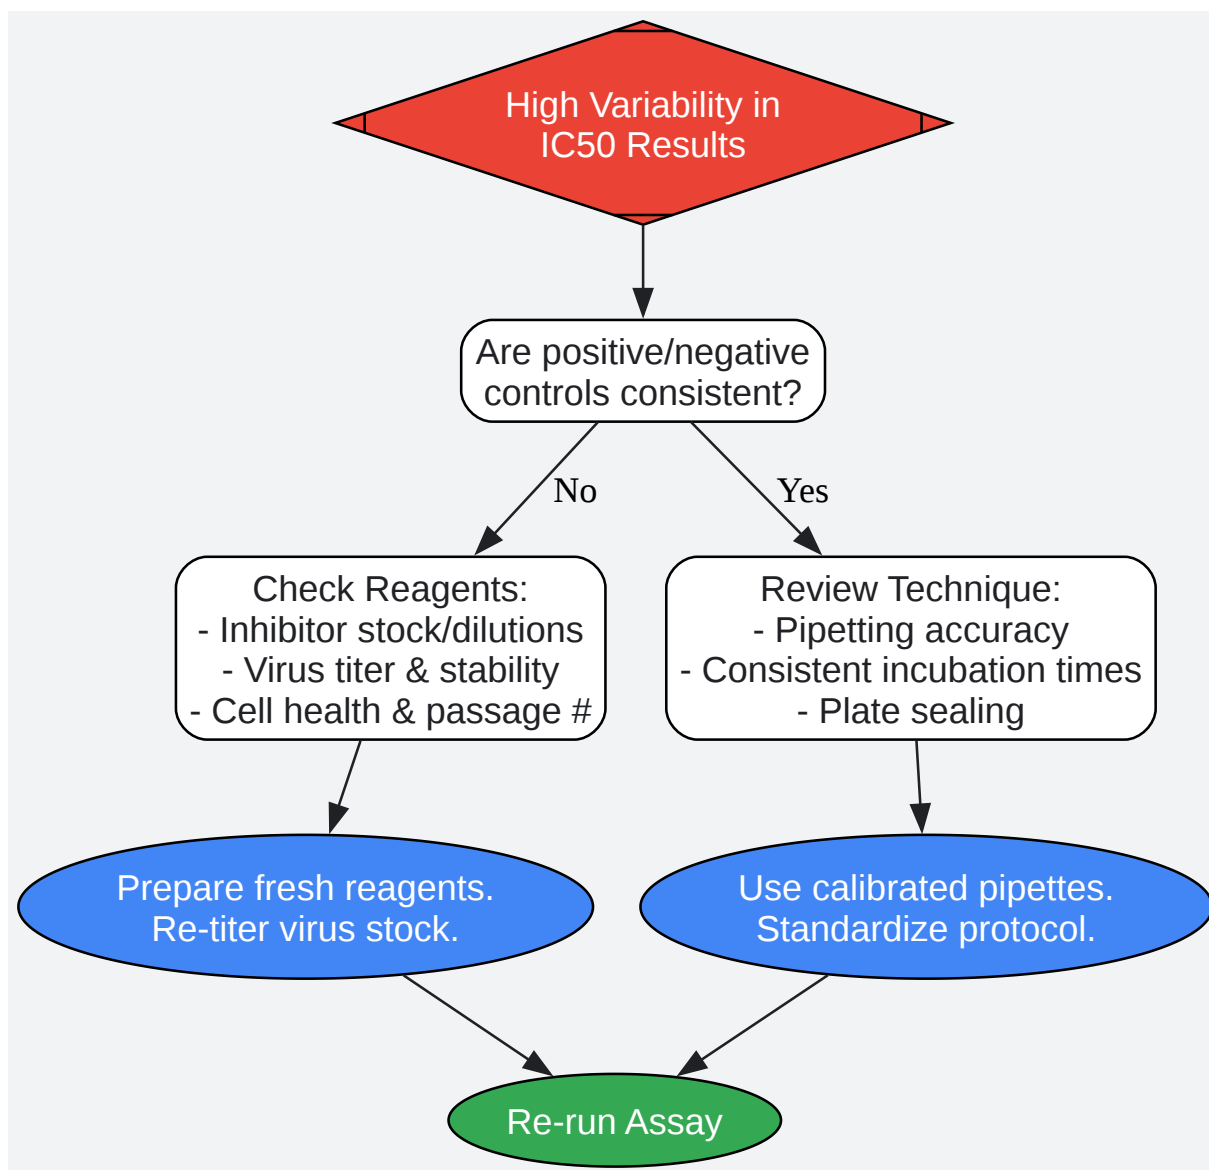 High Variability in
IC50 Results
Are positive/negative
controls consistent?
No
Yes
Check Reagents:
- Inhibitor stock/dilutions
- Virus titer & stability
- Cell health & passage #
Review Technique:
- Pipetting accuracy
- Consistent incubation times
- Plate sealing
Prepare fresh reagents.
Re-titer virus stock.
Use calibrated pipettes.
Standardize protocol.
Re-run Assay